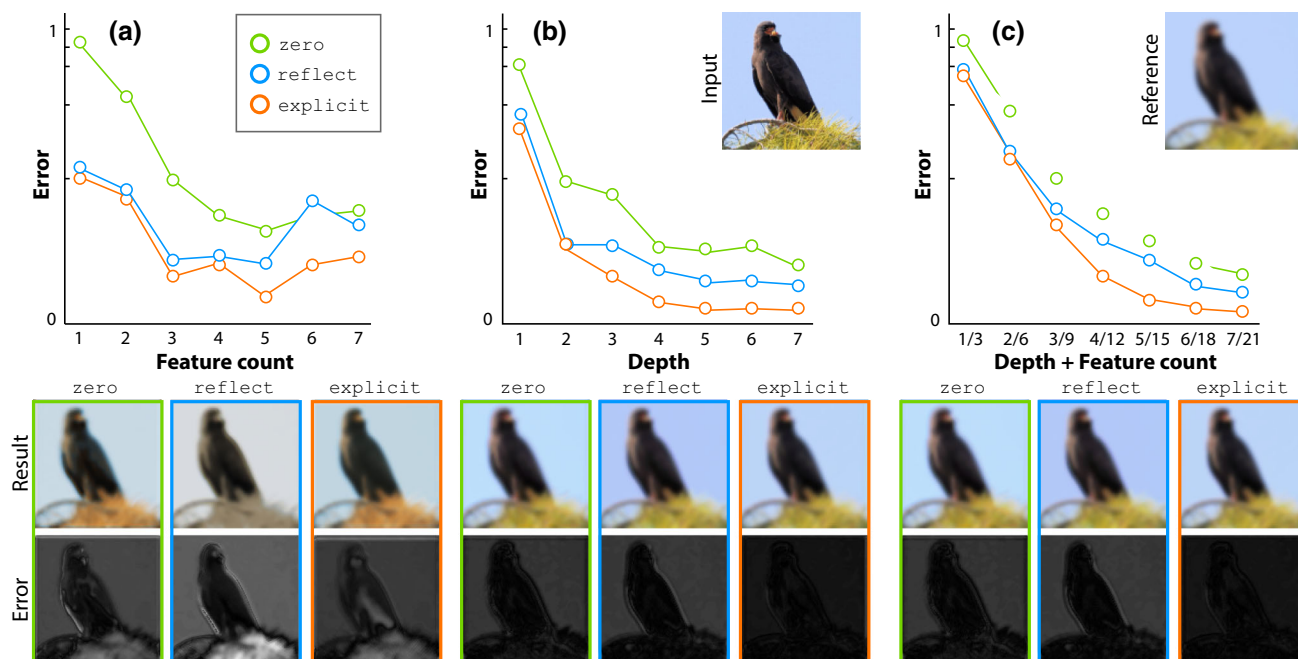 (a)
zero
reflect
explicit
1
0
Error
1 2 3 4 5 6 7
Feature count
(b)
Input
1
0
Error
1 2 3 4 5 6 7
Depth
(c)
Reference
1
0
Error
1/3 2/6 3/9 4/12 5/15 6/18 7/21
Depth + Feature count
zero reflect explicit
zero reflect explicit
zero reflect explicit
Result
Error